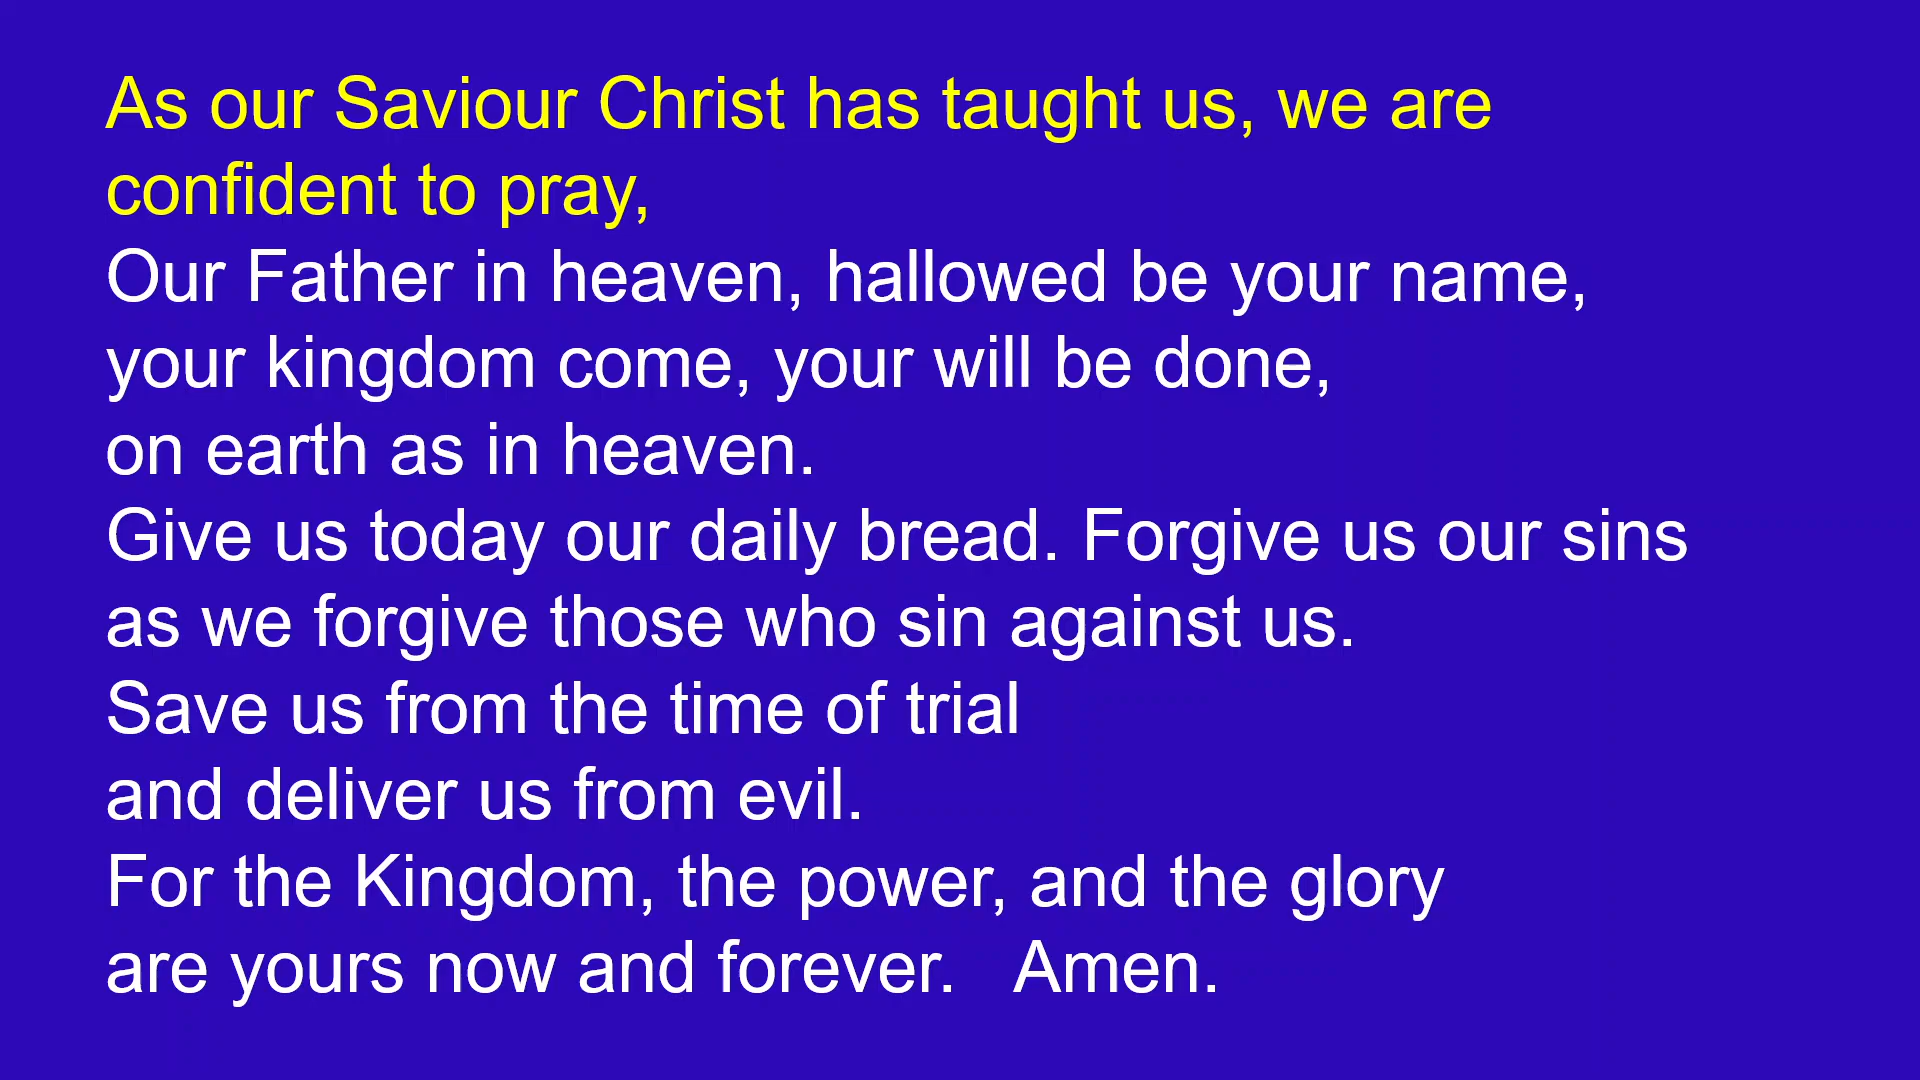 As our Saviour Christ has taught us, we are
confident to pray,
Our Father in heaven, hallowed be your name,
your kingdom come, your will be done,
on earth as in heaven.
Give us today our daily bread. Forgive us our sins
as we forgive those who sin against us.
Save us from the time of trial
and deliver us from evil.
For the Kingdom, the power, and the glory
are yours now and forever.   Amen.